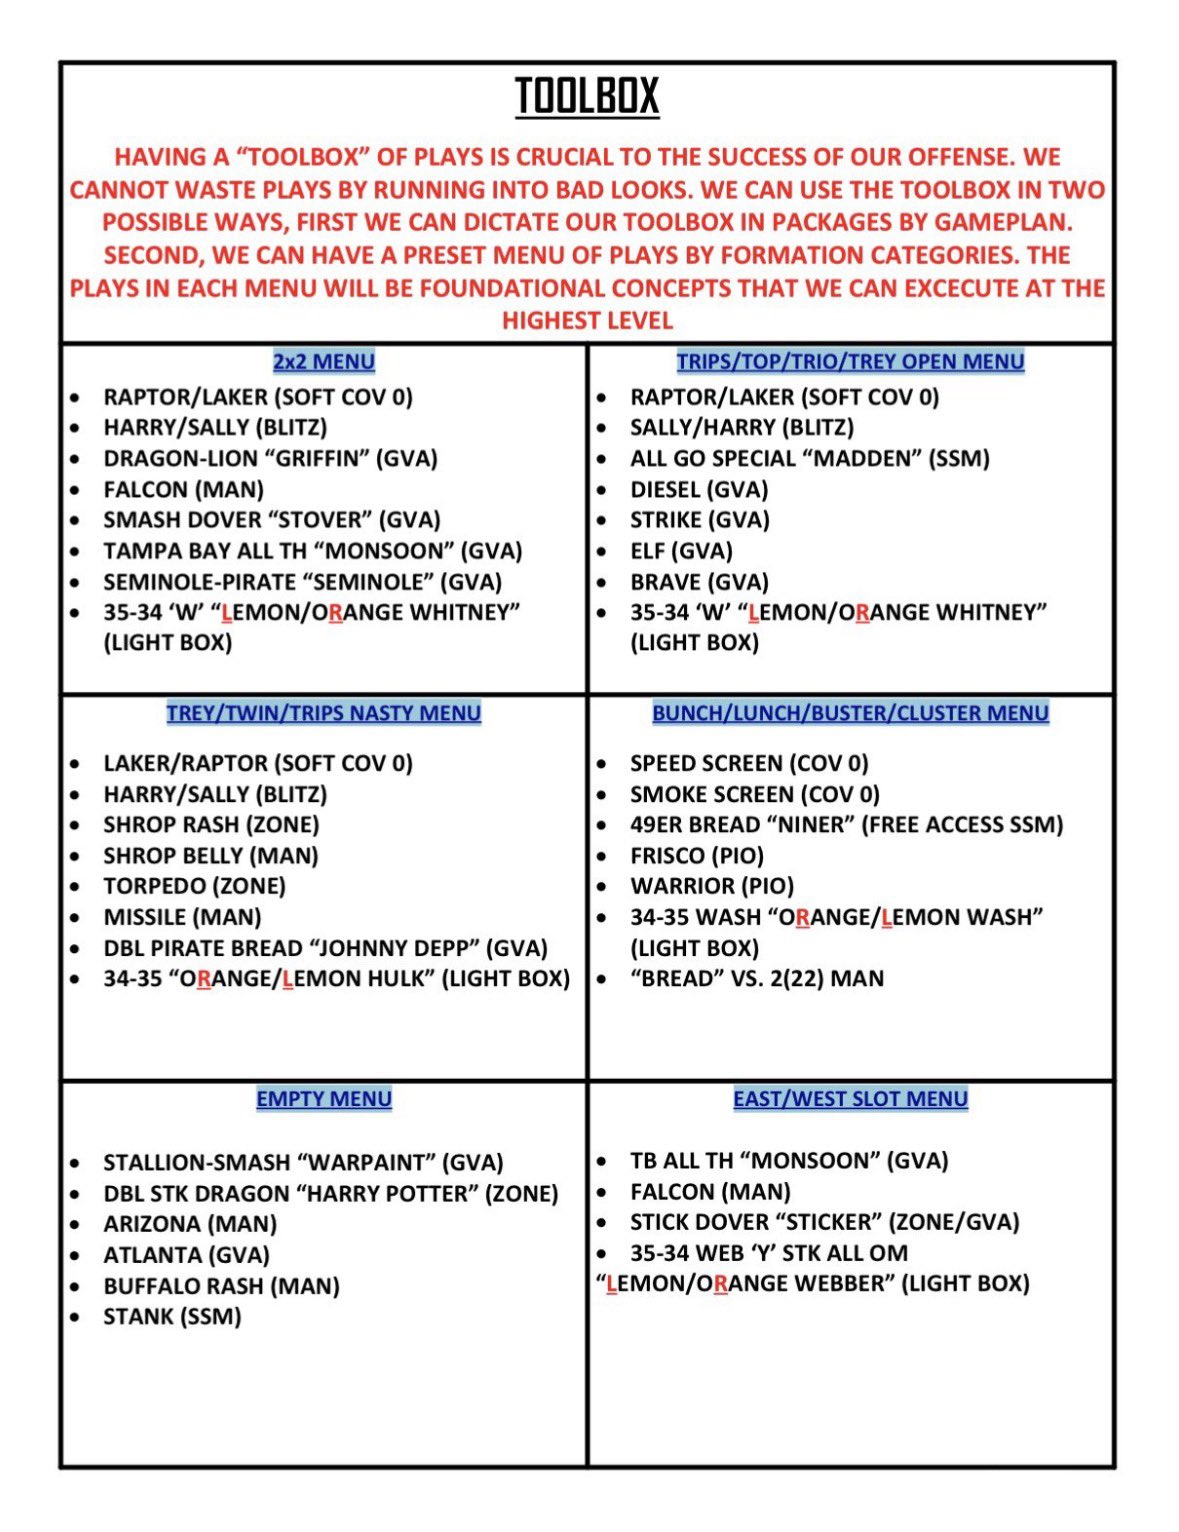 TOOLBOX
HAVING A “TOOLBOX” OF PLAYS IS CRUCIAL TO THE SUCCESS OF OUR OFFENSE. WE
CANNOT WASTE PLAYS BY RUNNING INTO BAD LOOKS. WE CAN USE THE TOOLBOX IN TWO
POSSIBLE WAYS, FIRST WE CAN DICTATE OUR TOOLBOX IN PACKAGES BY GAMEPLAN.
SECOND, WE CAN HAVE A PRESET MENU OF PLAYS BY FORMATION CATEGORIES. THE
PLAYS IN EACH MENU WILL BE FOUNDATIONAL CONCEPTS THAT WE CAN EXCECUTE AT THE
HIGHEST LEVEL
2x2 MENU
• RAPTOR/LAKER (SOFT COV 0)
• HARRY/SALLY (BLITZ)
• DRAGON-LION “GRIFFIN” (GVA)
• FALCON (MAN)
• SMASH DOVER “STOVER” (GVA)
• TAMPA BAY ALL TH “MONSOON” (GVA)
• SEMINOLE-PIRATE “SEMINOLE” (GVA)
• 35-34 ‘W’ “LEMON/ORANGE WHITNEY”
(LIGHT BOX)
TRIPS/TOP/TRIO/TREY OPEN MENU
• RAPTOR/LAKER (SOFT COV 0)
• SALLY/HARRY (BLITZ)
• ALL GO SPECIAL “MADDEN” (SSM)
• DIESEL (GVA)
• STRIKE (GVA)
• ELF (GVA)
• BRAVE (GVA)
• 35-34 ‘W’ “LEMON/ORANGE WHITNEY”
(LIGHT BOX)
TREY/TWIN/TRIPS NASTY MENU
• LAKER/RAPTOR (SOFT COV 0)
• HARRY/SALLY (BLITZ)
• SHROP RASH (ZONE)
• SHROP BELLY (MAN)
• TORPEDO (ZONE)
• MISSILE (MAN)
• DBL PIRATE BREAD “JOHNNY DEPP” (GVA)
• 34-35 “ORANGE/LEMON HULK” (LIGHT BOX)
BUNCH/LUNCH/BUSTER/CLUSTER MENU
• SPEED SCREEN (COV 0)
• SMOKE SCREEN (COV 0)
• 49ER BREAD “NINER” (FREE ACCESS SSM)
• FRISCO (PIO)
• WARRIOR (PIO)
• 34-35 WASH “ORANGE/LEMON WASH”
(LIGHT BOX)
• “BREAD” VS. 2(22) MAN
EMPTY MENU
• STALLION-SMASH “WARPAINT” (GVA)
• DBL STK DRAGON “HARRY POTTER” (ZONE)
• ARIZONA (MAN)
• ATLANTA (GVA)
• BUFFALO RASH (MAN)
• STANK (SSM)
EAST/WEST SLOT MENU
• TB ALL TH “MONSOON” (GVA)
• FALCON (MAN)
• STICK DOVER “STICKER” (ZONE/GVA)
• 35-34 WEB ‘Y’ STK ALL OM
“LEMON/ORANGE WEBBER” (LIGHT BOX)